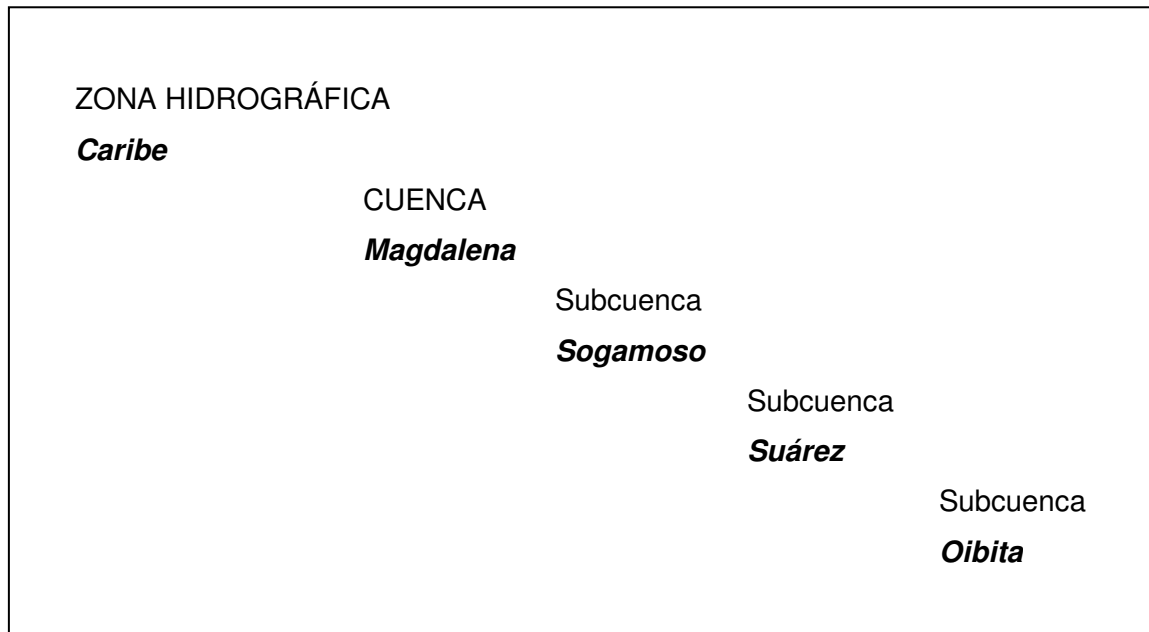 ZONA HIDROGRÁFICA
Caribe
CUENCA
Magdalena
Subcuenca
Sogamoso
Subcuenca
Suárez
Subcuenca
Oibita